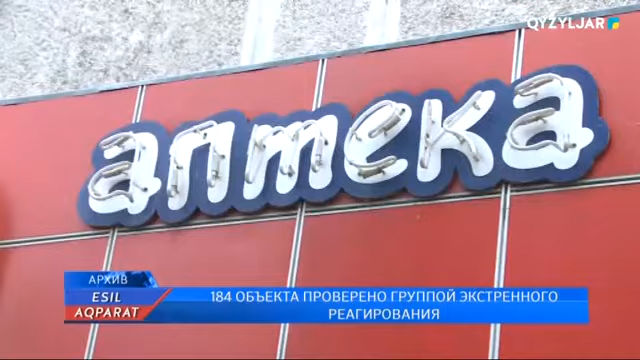 QYZYLJAR
аптека
АРХИВ
ESIL
AQPARAT
184 ОБЪЕКТА ПРОВЕРЕНО ГРУППОЙ ЭКСТРЕННОГО
РЕАГИРОВАНИЯ